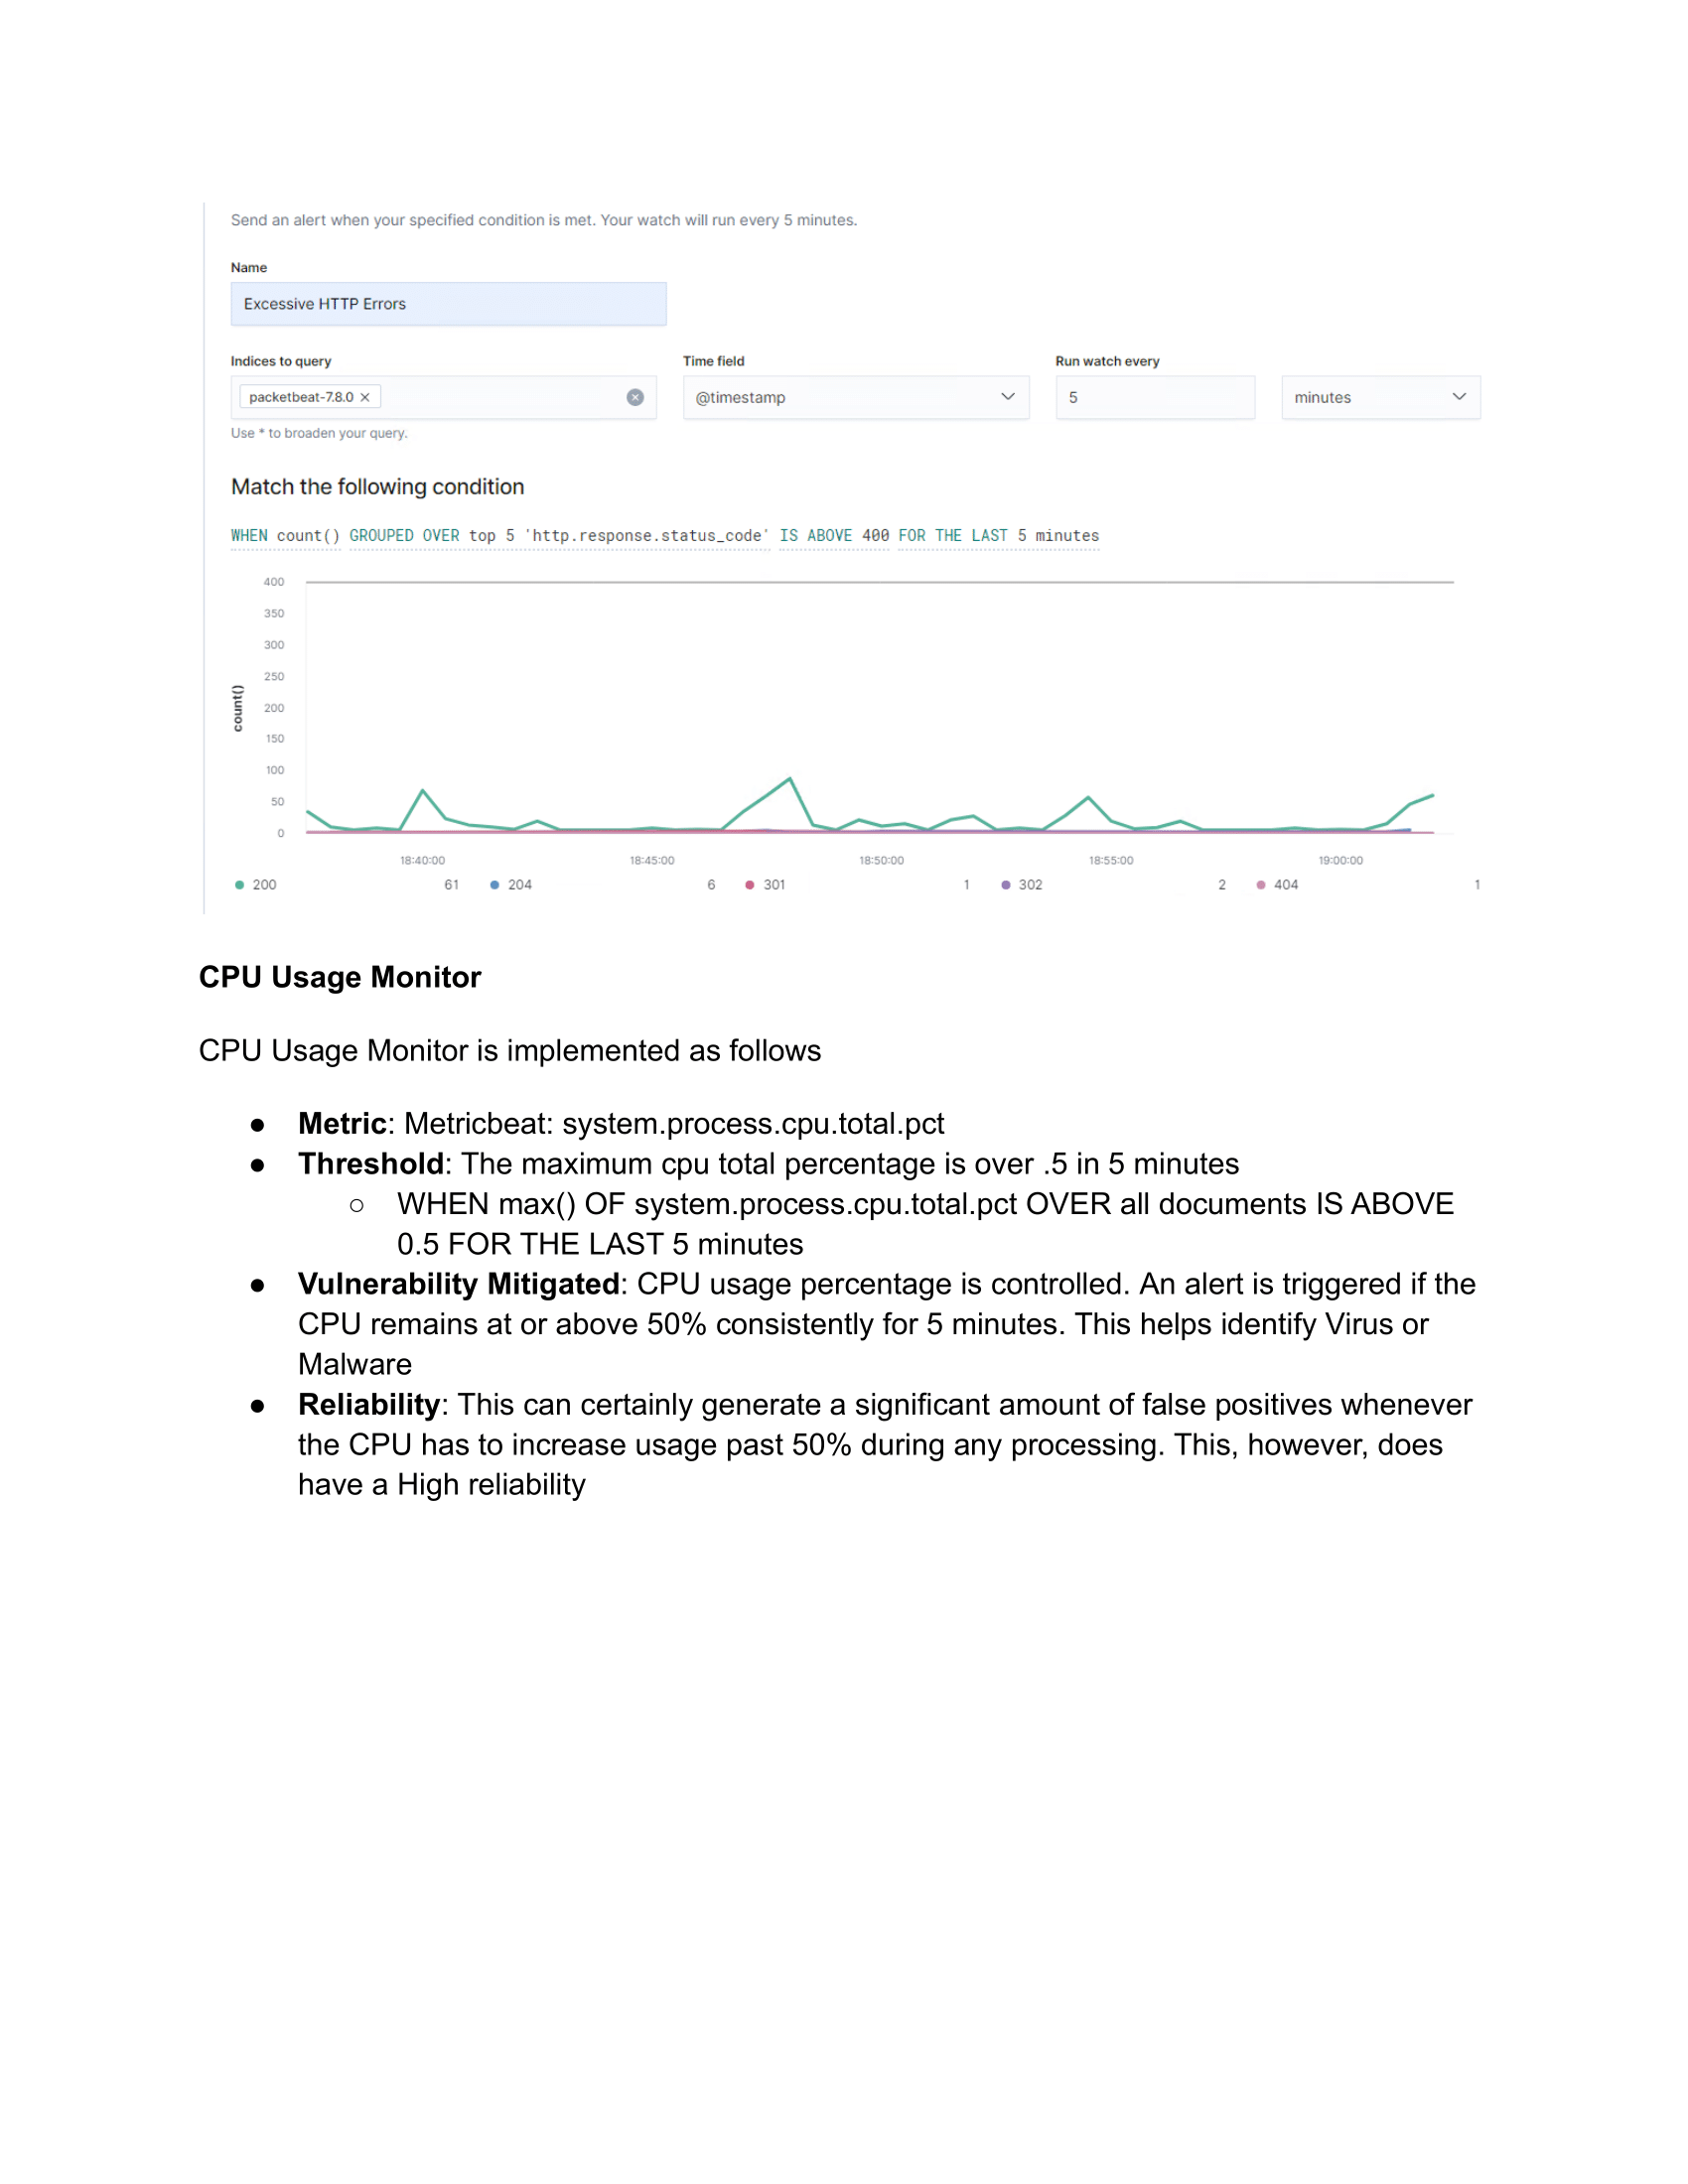 Send an alert when your specified condition is met. Your watch will run every 5 minutes.
Name
Excessive HTTP Errors
Indices to query Time field Run watch every
packetbeat-7.8.0 × @timestamp 5 minutes
Use * to broaden your query.
Match the following condition
WHEN count() GROUPED OVER top 5 'http.response.status_code' IS ABOVE 400 FOR THE LAST 5 minutes
400
350
300
250
200
150
100
50
0
count()
18:40:00 18:45:00 18:50:00 18:55:00 19:00:00
200 61 204 6 301 1 302 2 404 1
CPU Usage Monitor
CPU Usage Monitor is implemented as follows
● Metric: Metricbeat: system.process.cpu.total.pct
● Threshold: The maximum cpu total percentage is over .5 in 5 minutes
○ WHEN max() OF system.process.cpu.total.pct OVER all documents IS ABOVE
0.5 FOR THE LAST 5 minutes
● Vulnerability Mitigated: CPU usage percentage is controlled. An alert is triggered if the
CPU remains at or above 50% consistently for 5 minutes. This helps identify Virus or
Malware
● Reliability: This can certainly generate a significant amount of false positives whenever
the CPU has to increase usage past 50% during any processing. This, however, does
have a High reliability